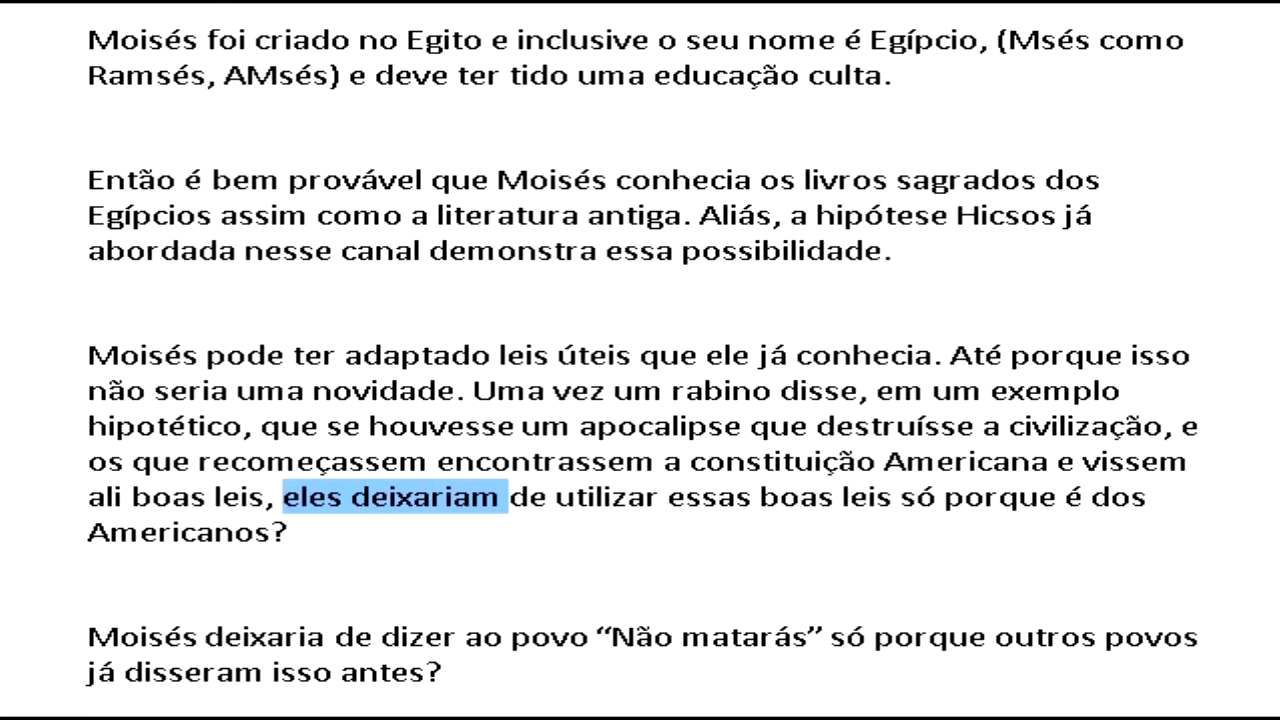 Moisés foi criado no Egito e inclusive o seu nome é Egípcio, (Msés como
Ramsés, AMsés) e deve ter tido uma educação culta.
Então é bem provável que Moisés conhecia os livros sagrados dos
Egípcios assim como a literatura antiga. Aliás, a hipótese Hicsos já
abordada nesse canal demonstra essa possibilidade.
Moisés pode ter adaptado leis úteis que ele já conhecia. Até porque isso
não seria uma novidade. Uma vez um rabino disse, em um exemplo
hipotético, que se houvesse um apocalipse que destruísse a civilização, e
os que recomeçassem encontrassem a constituição Americana e vissem
ali boas leis, eles deixariam de utilizar essas boas leis só porque é dos
Americanos?
Moisés deixaria de dizer ao povo “Não matarás” só porque outros povos
já disseram isso antes?